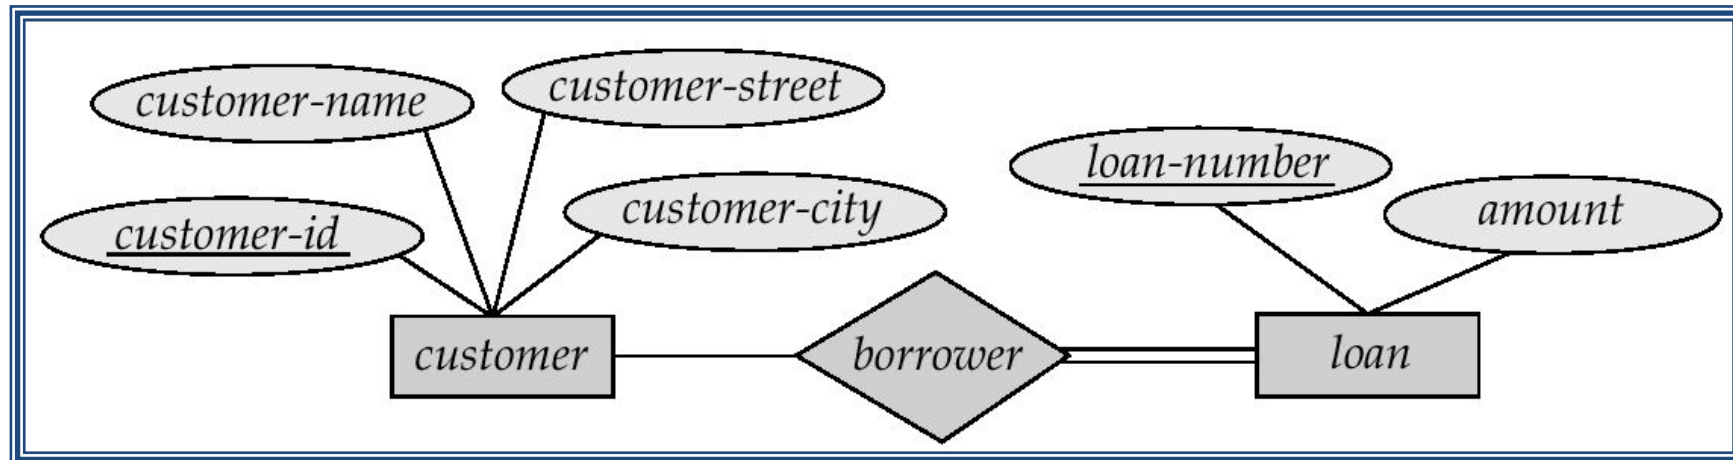 customer-name
customer-street
customer-id
customer-city
loan-number
amount
customer
borrower
loan